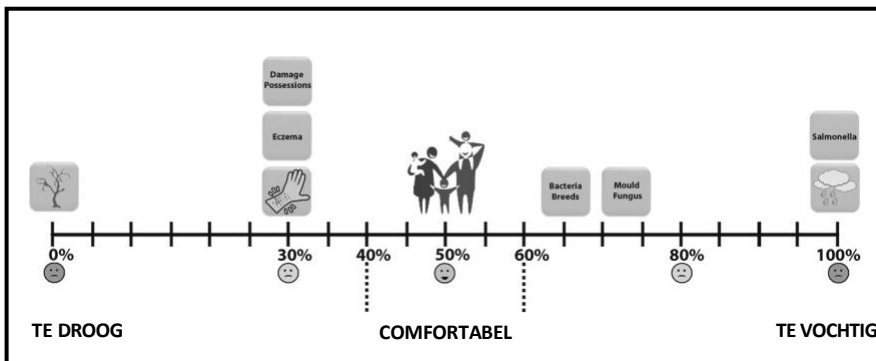 Damage
Possessions
Eczema
Salmonella
Bacteria
Breeds
Mould
Fungus
0%
30%
40%
50%
60%
80%
100%
TE DROOG
COMFORTABEL
TE VOCHTIG